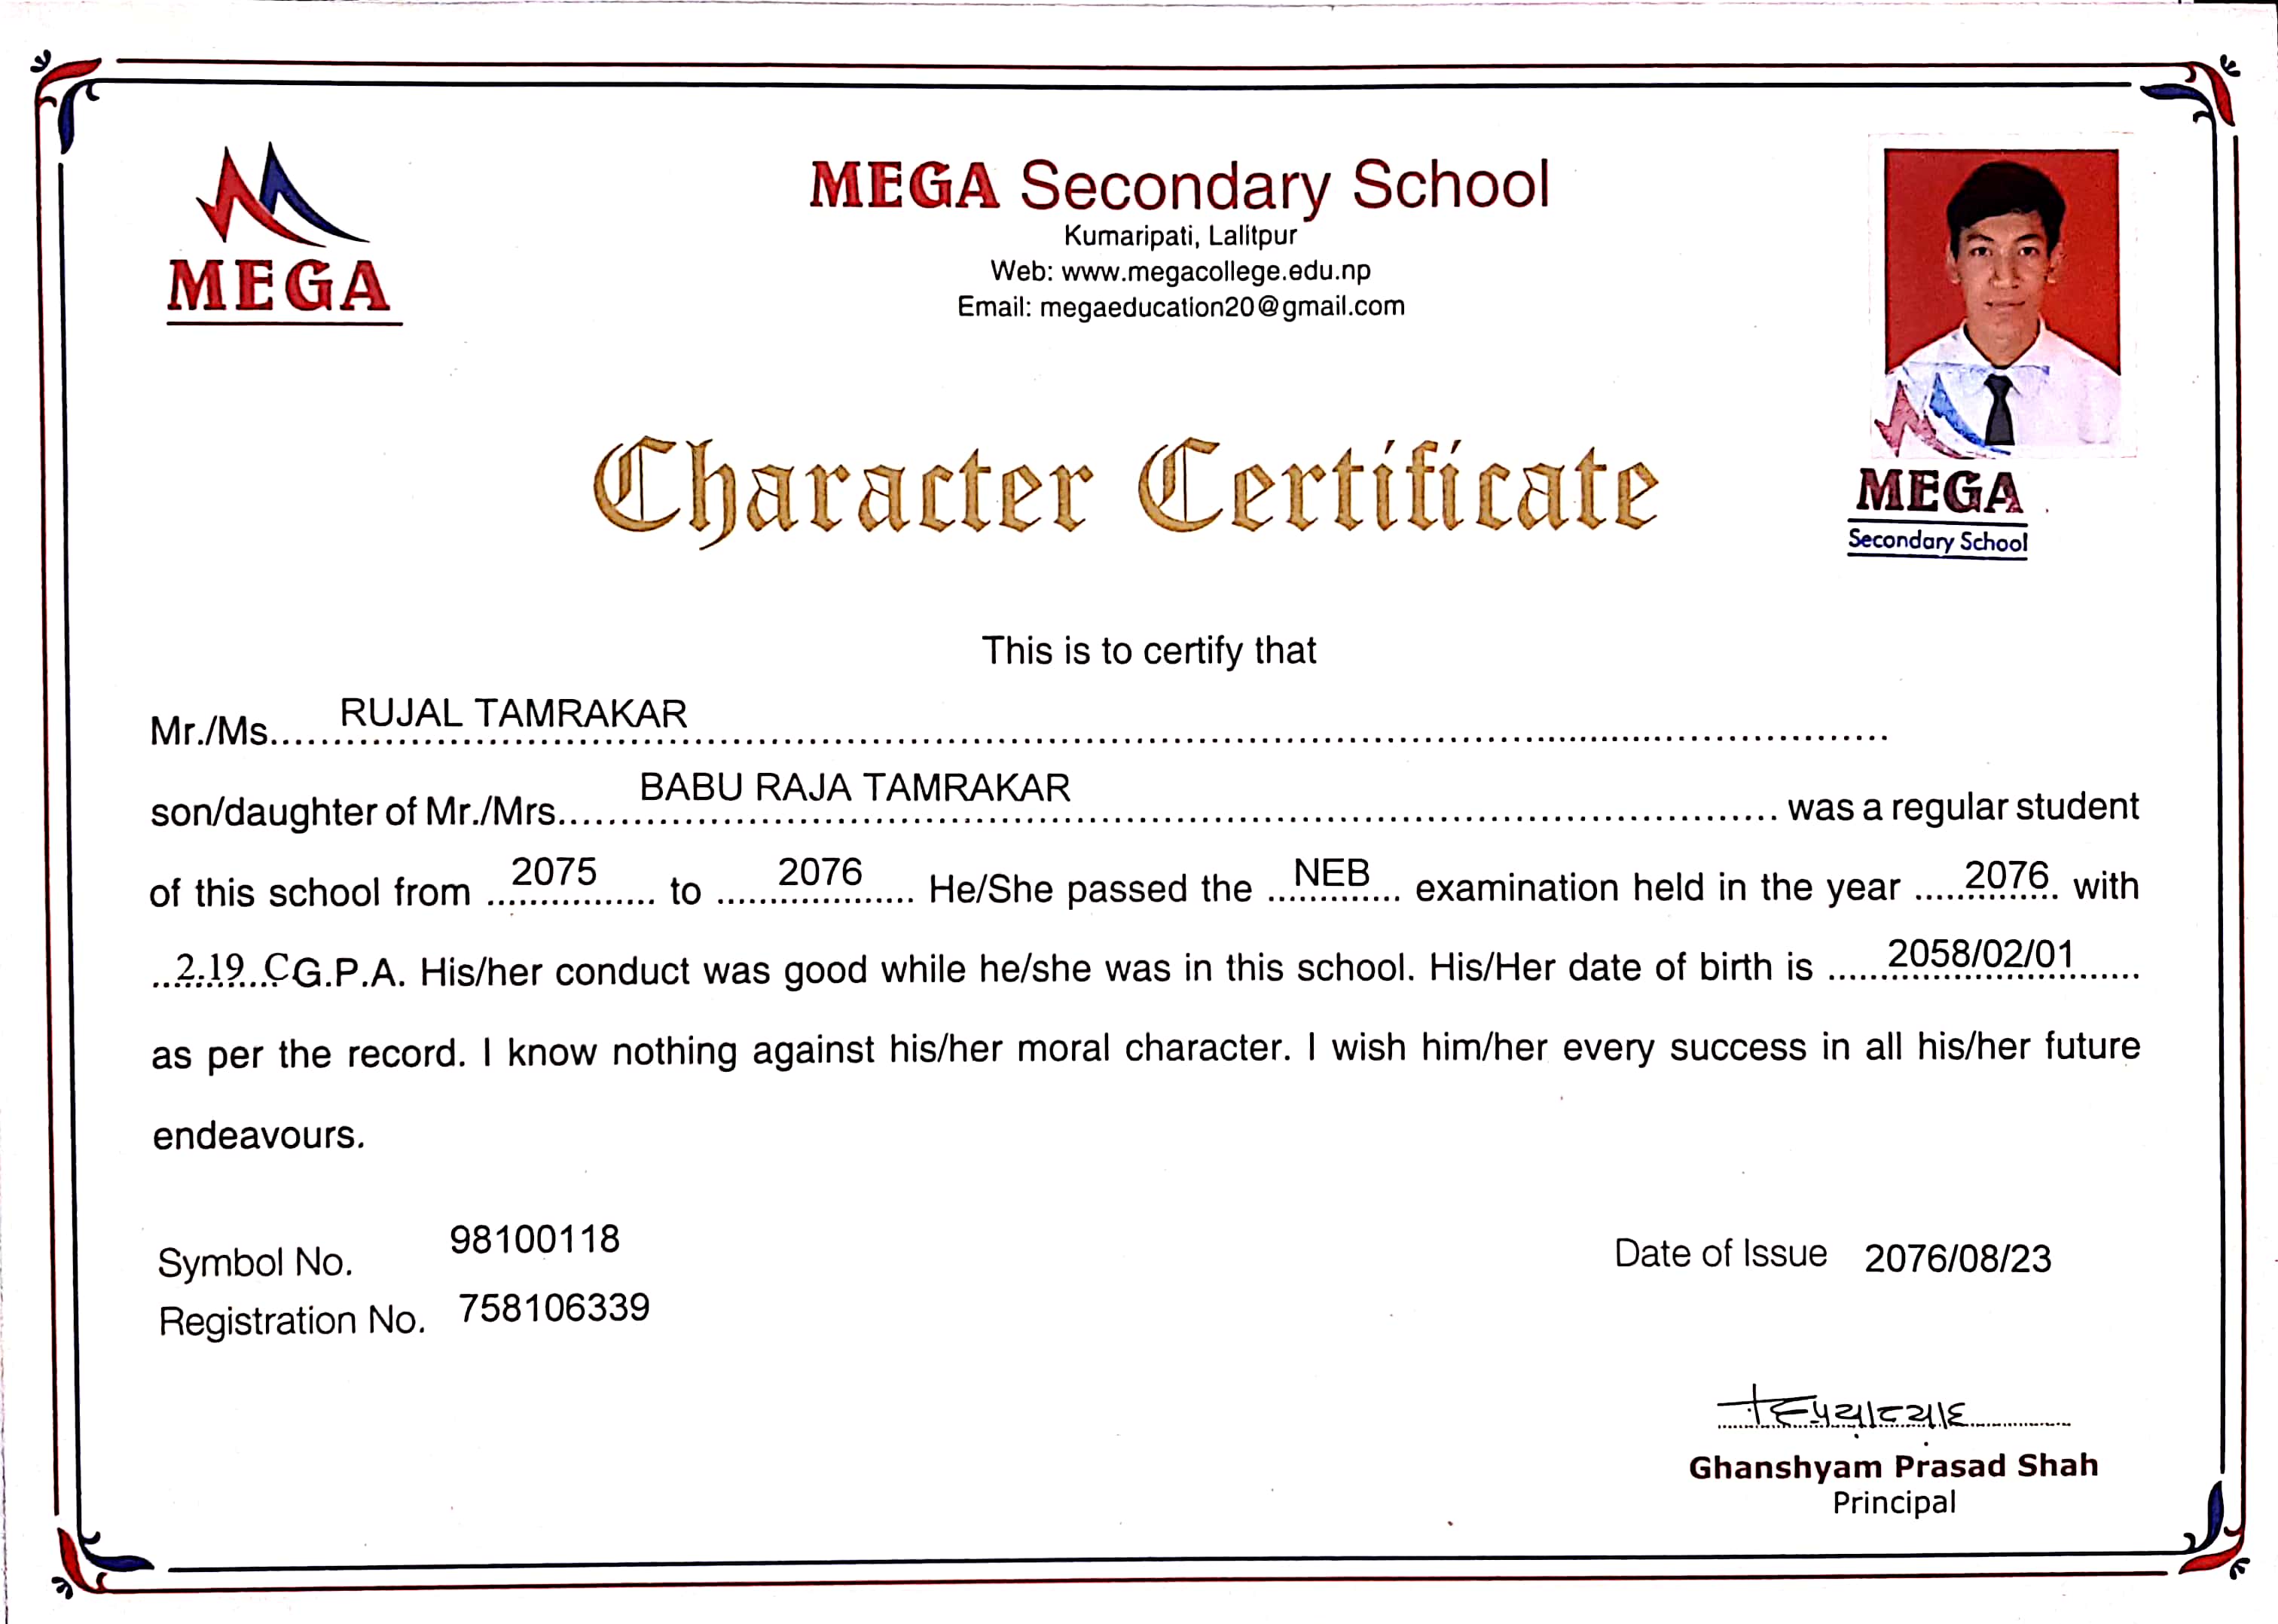 MEGA
MEGA Secondary School
Kumaripati, Lalitpur
Web: www.megacollege.edu.np
Email: megaeducation20@gmail.com
MEGA
Secondary School
Character Certificate
This is to certify that
Mr./Ms. RUJAL TAMRAKAR
son/daughter of Mr./Mrs. BABU RAJA TAMRAKAR was a regular student
of this school from 2075 to 2076 He/She passed the NEB examination held in the year 2076 with
2.19 CG.P.A. His/her conduct was good while he/she was in this school. His/Her date of birth is 2058/02/01
as per the record. I know nothing against his/her moral character. I wish him/her every success in all his/her future
endeavours.
Symbol No. 98100118
Date of Issue 2076/08/23
Registration No. 758106339
Ghanshyam Prasad Shah
Principal